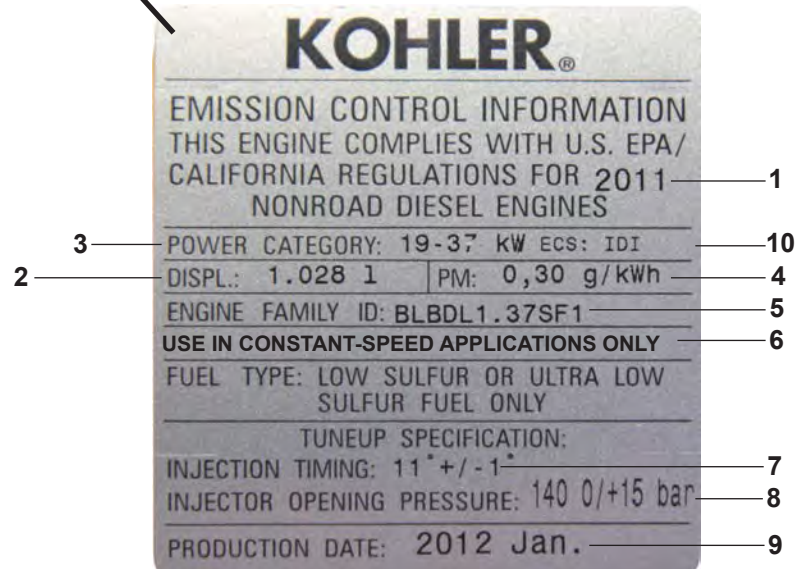 KOHLER®
EMISSION CONTROL INFORMATION
THIS ENGINE COMPLIES WITH U.S. EPA/
CALIFORNIA REGULATIONS FOR 2011 1
NONROAD DIESEL ENGINES
3 POWER CATEGORY: 19-37 kW ECS: IDI 10
2 DISPL.: 1.028 l PM: 0,30 g/kWh 4
ENGINE FAMILY ID: BLBDL1.37SF1 5
USE IN CONSTANT-SPEED APPLICATIONS ONLY 6
FUEL TYPE: LOW SULFUR OR ULTRA LOW
SULFUR FUEL ONLY
TUNEUP SPECIFICATION:
INJECTION TIMING: 11°+/-1° 7
INJECTOR OPENING PRESSURE: 140 0/+15 bar 8
PRODUCTION DATE: 2012 Jan. 9